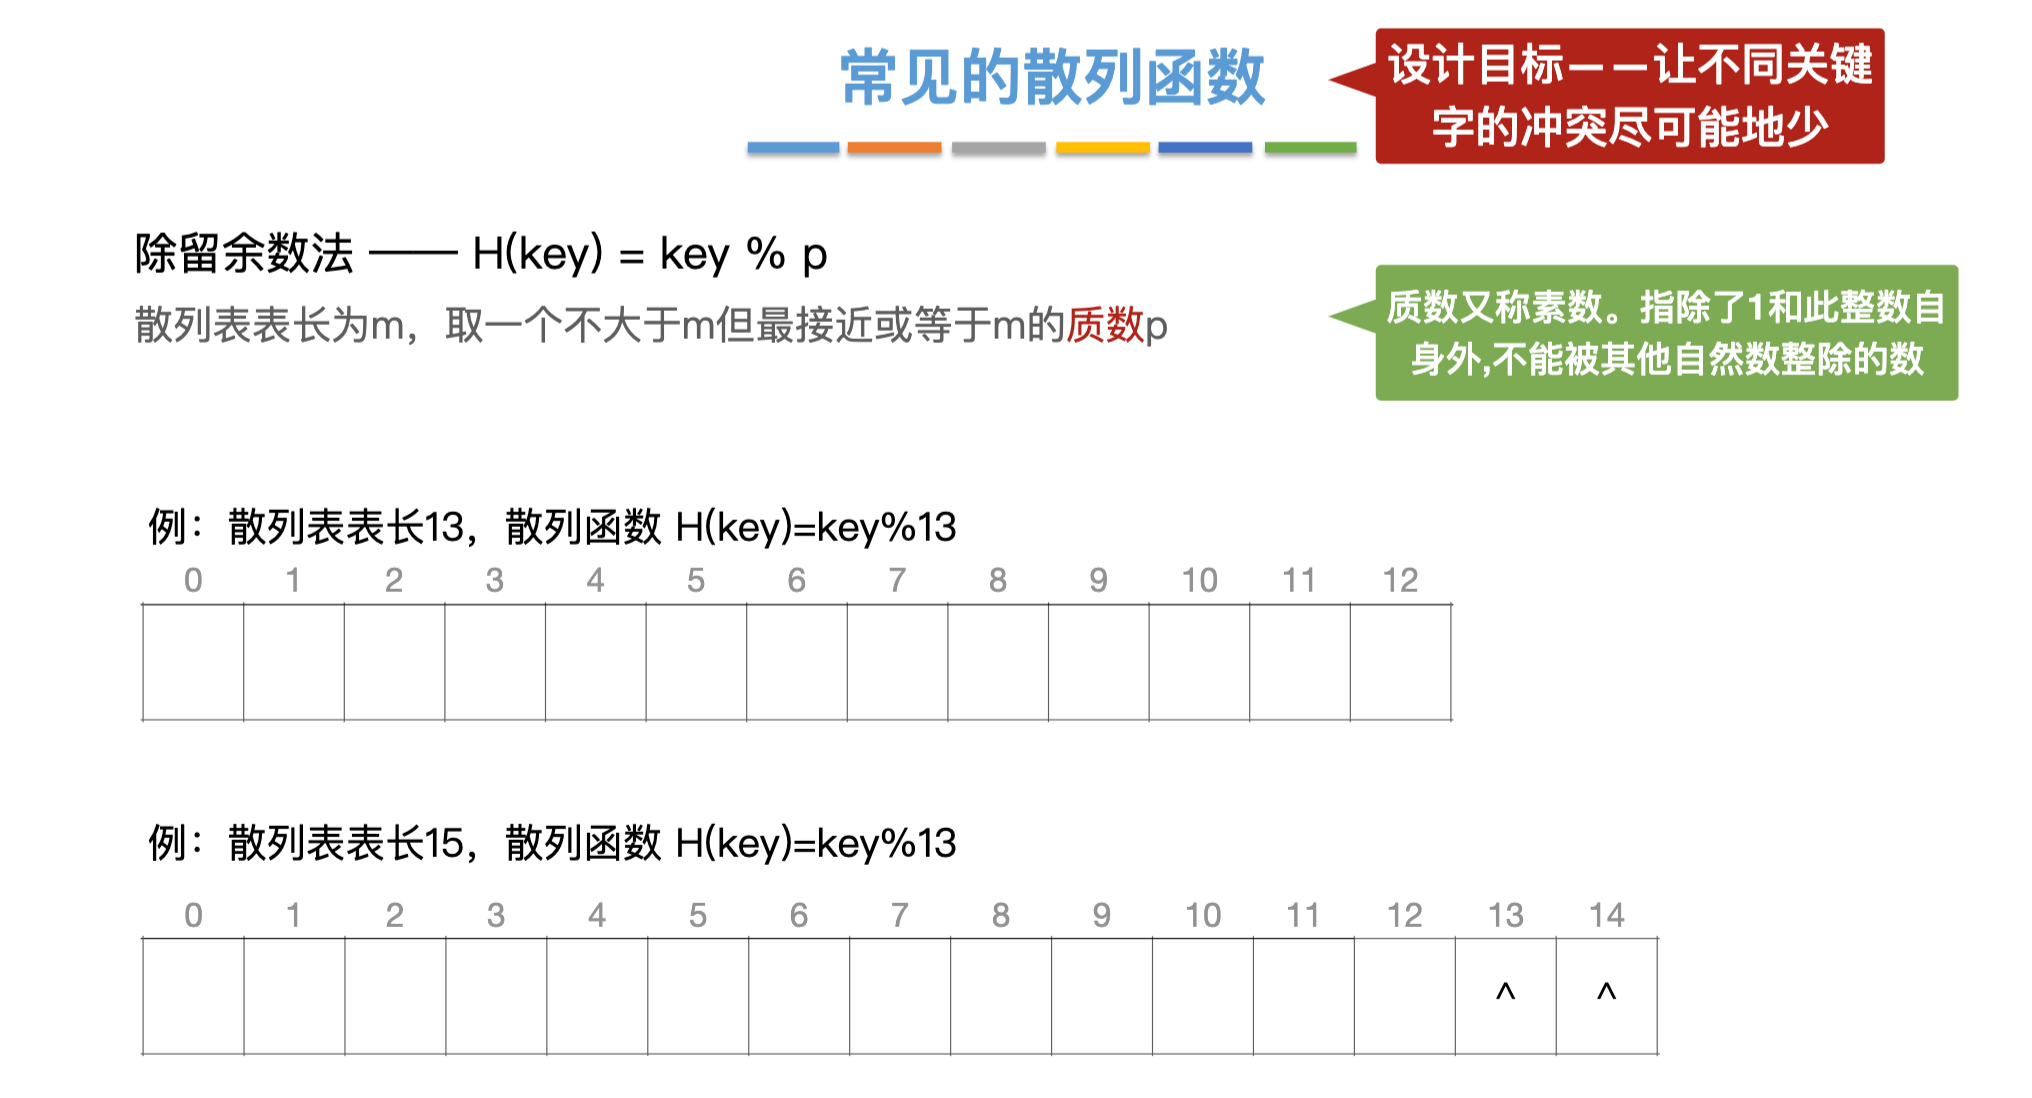 常见的散列函数
设计目标——让不同关键
字的冲突尽可能地少
除留余数法 —— H(key) = key % p
散列表表长为m，取一个不大于m但最接近或等于m的质数p
质数又称素数。指除了1和此整数自
身外,不能被其他自然数整除的数
例：散列表表长13，散列函数 H(key)=key%13
0 1 2 3 4 5 6 7 8 9 10 11 12
例：散列表表长15，散列函数 H(key)=key%13
0 1 2 3 4 5 6 7 8 9 10 11 12 13 14
^ ^